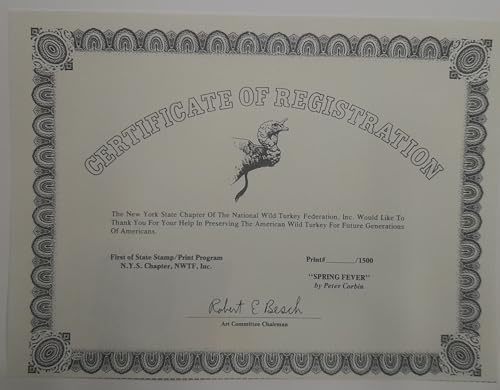 CERTIFICATE OF REGISTRATION
The New York State Chapter Of The National Wild Turkey Federation, Inc. Would Like To
Thank You For Your Help In Preserving The American Wild Turkey For Future Generations
Of Americans.
First of State Stamp/Print Program
N.Y.S. Chapter, NWTF, Inc.
Print# ______/1500
"SPRING FEVER"
by Peter Corbin
Robert E Besch
Art Committee Chairman